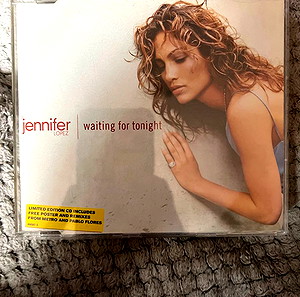 jennifer
LOPEZ
waiting for tonight
LIMITED EDITION CD INCLUDES
FREE POSTER AND REMIXES
FROM METRO AND PABLO FLORES